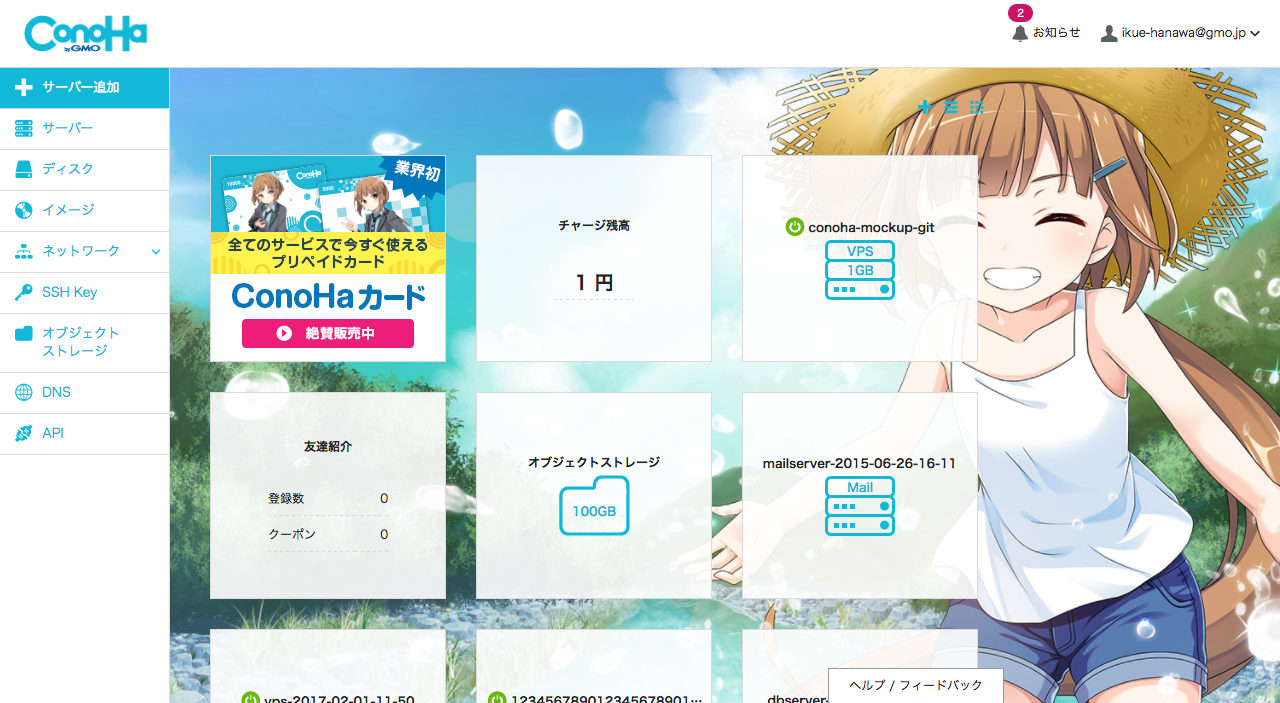 ConoHa
by GMO
2
お知らせ
ikue-hanawa@gmo.jp
サーバー追加
サーバー
ディスク
イメージ
ネットワーク
SSH Key
オブジェクト
ストレージ
DNS
API
業界初
ConoHa
10000
5000
全てのサービスで今すぐ使える
プリペイドカード
ConoHaカード
絶賛販売中
チャージ残高
1 円
conoha-mockup-git
VPS
1GB
友達紹介
登録数 0
クーポン 0
オブジェクトストレージ
100GB
mailserver-2015-06-26-16-11
Mail
vps-2017-02-01-11-50
123456789012345678901…
dbserver-
ヘルプ / フィードバック